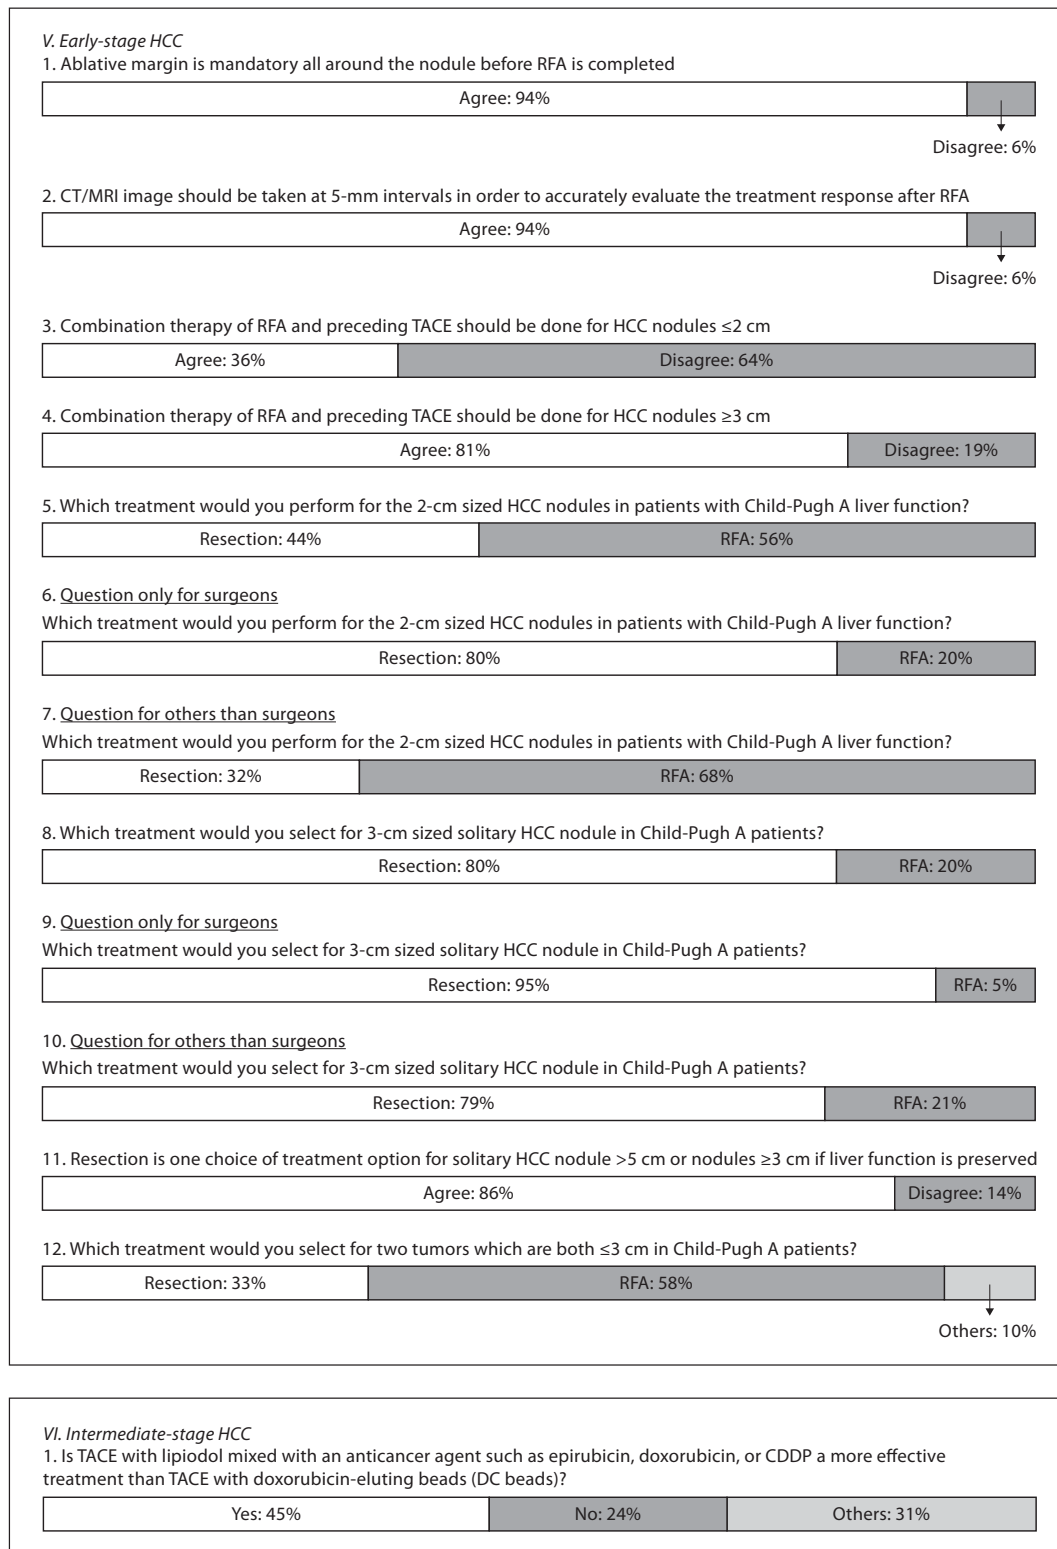 V. Early-stage HCC
1. Ablative margin is mandatory all around the nodule before RFA is completed
Agree: 94%
Disagree: 6%
2. CT/MRI image should be taken at 5-mm intervals in order to accurately evaluate the treatment response after RFA
Agree: 94%
Disagree: 6%
3. Combination therapy of RFA and preceding TACE should be done for HCC nodules ≤2 cm
Agree: 36% Disagree: 64%
4. Combination therapy of RFA and preceding TACE should be done for HCC nodules ≥3 cm
Agree: 81% Disagree: 19%
5. Which treatment would you perform for the 2-cm sized HCC nodules in patients with Child-Pugh A liver function?
Resection: 44% RFA: 56%
6. Question only for surgeons
Which treatment would you perform for the 2-cm sized HCC nodules in patients with Child-Pugh A liver function?
Resection: 80% RFA: 20%
7. Question for others than surgeons
Which treatment would you perform for the 2-cm sized HCC nodules in patients with Child-Pugh A liver function?
Resection: 32% RFA: 68%
8. Which treatment would you select for 3-cm sized solitary HCC nodule in Child-Pugh A patients?
Resection: 80% RFA: 20%
9. Question only for surgeons
Which treatment would you select for 3-cm sized solitary HCC nodule in Child-Pugh A patients?
Resection: 95% RFA: 5%
10. Question for others than surgeons
Which treatment would you select for 3-cm sized solitary HCC nodule in Child-Pugh A patients?
Resection: 79% RFA: 21%
11. Resection is one choice of treatment option for solitary HCC nodule >5 cm or nodules ≥3 cm if liver function is preserved
Agree: 86% Disagree: 14%
12. Which treatment would you select for two tumors which are both ≤3 cm in Child-Pugh A patients?
Resection: 33% RFA: 58%
Others: 10%
VI. Intermediate-stage HCC
1. Is TACE with lipiodol mixed with an anticancer agent such as epirubicin, doxorubicin, or CDDP a more effective
treatment than TACE with doxorubicin-eluting beads (DC beads)?
Yes: 45% No: 24% Others: 31%